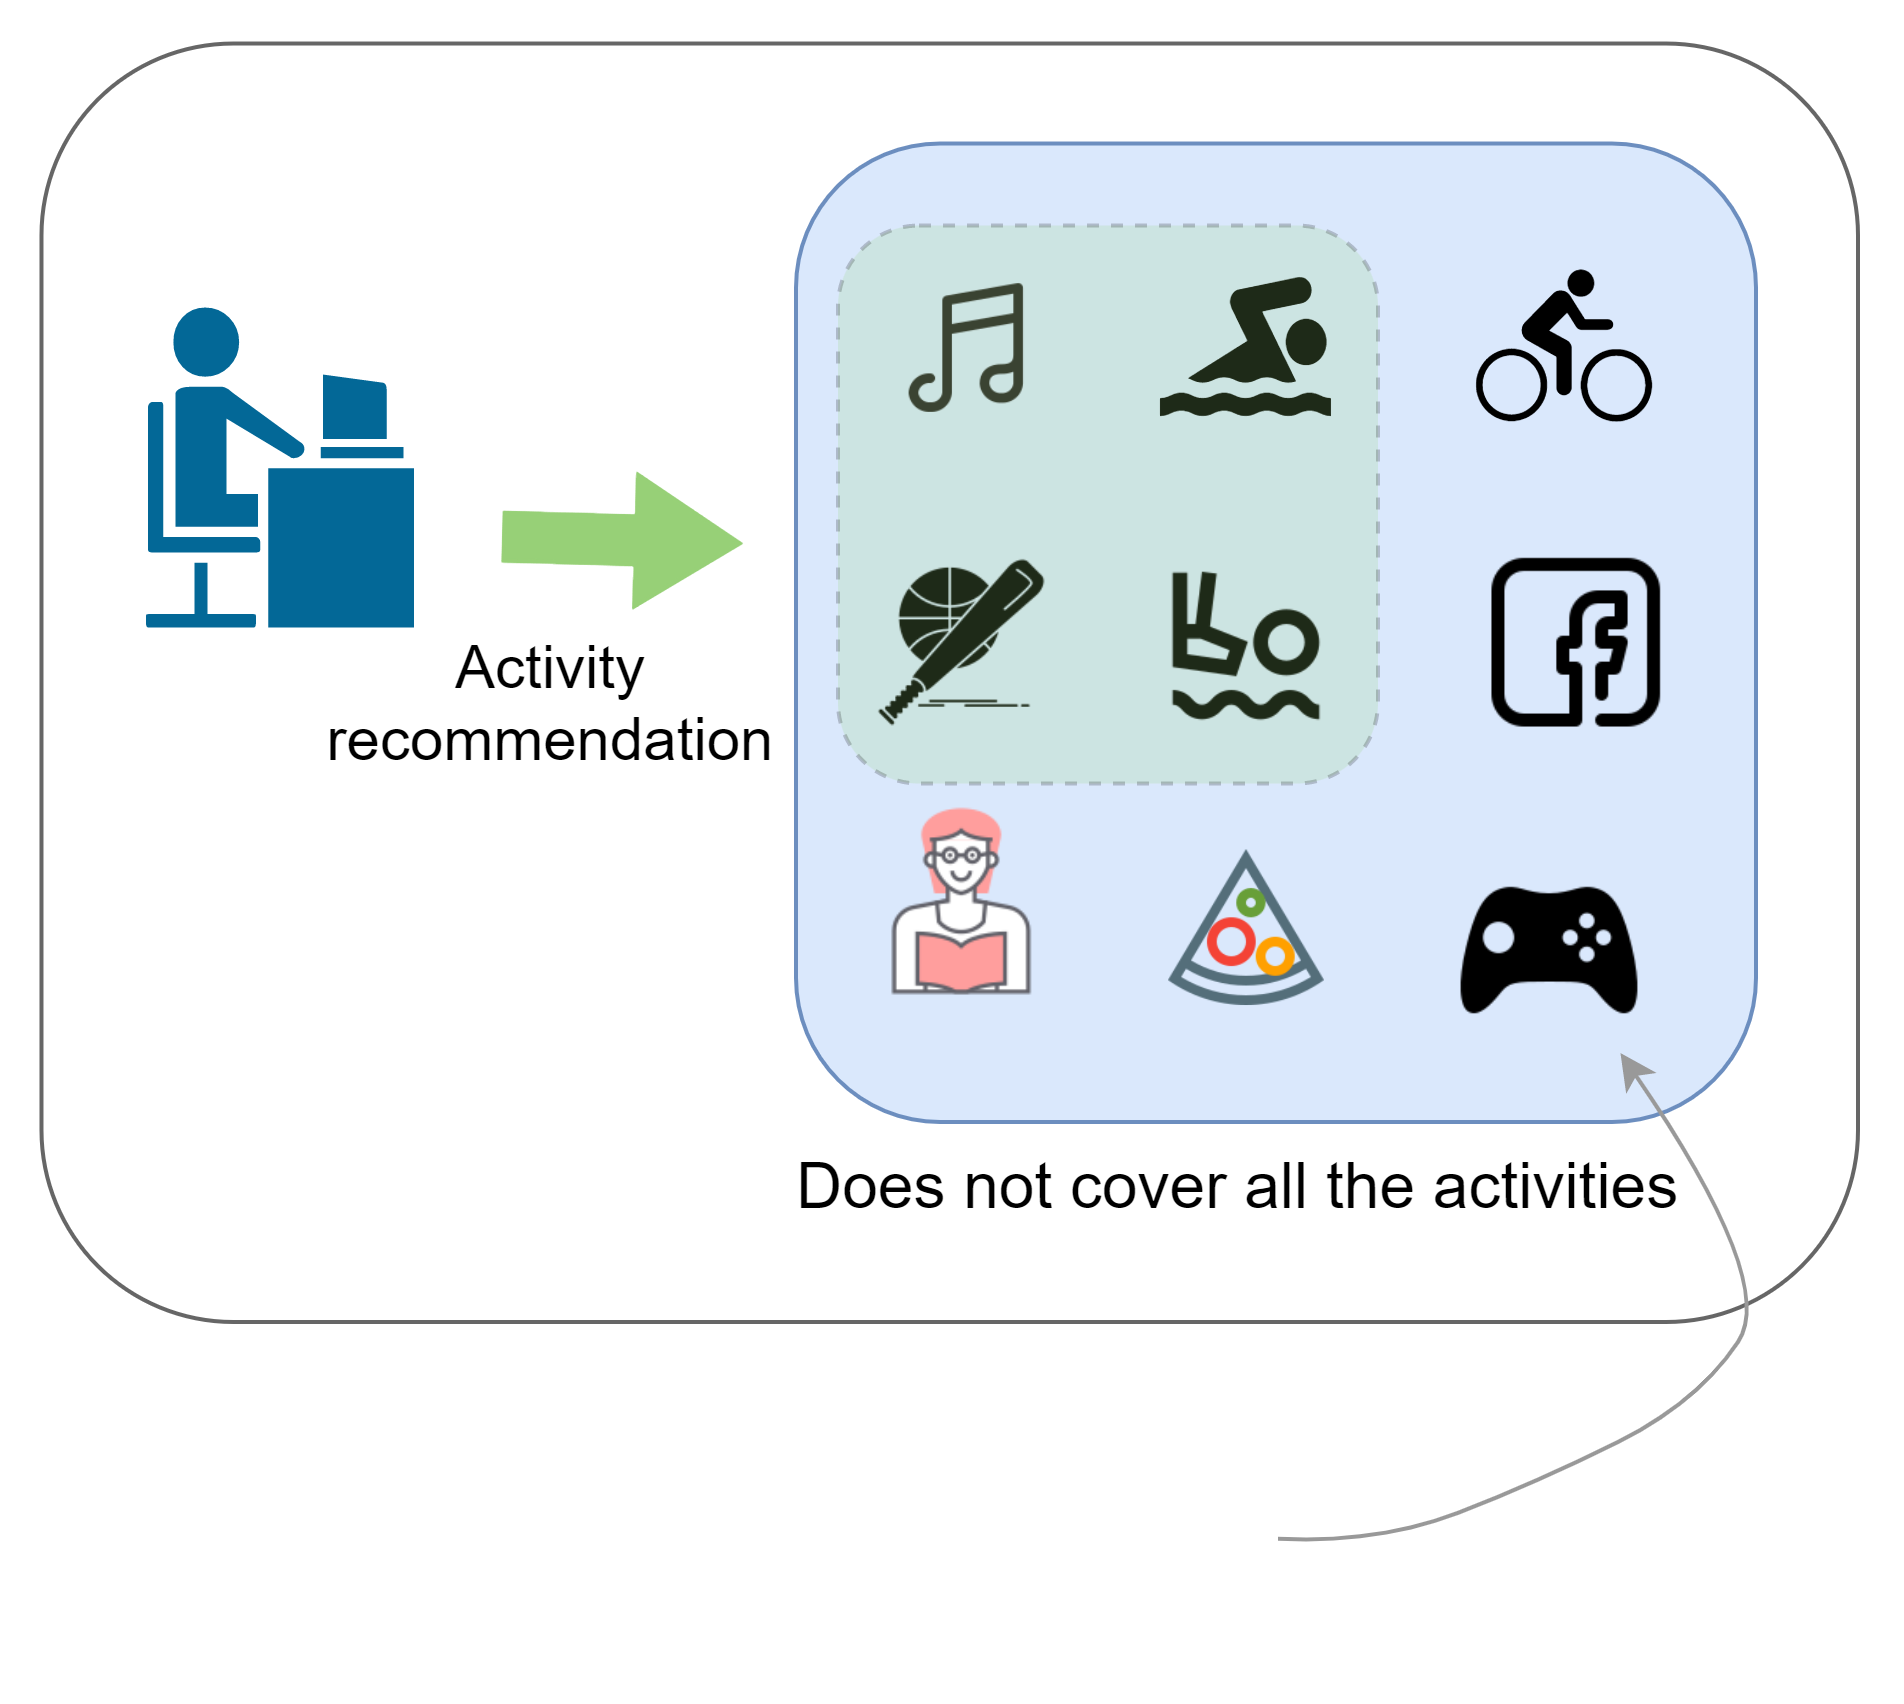 Activity
recommendation
Does not cover all the activities